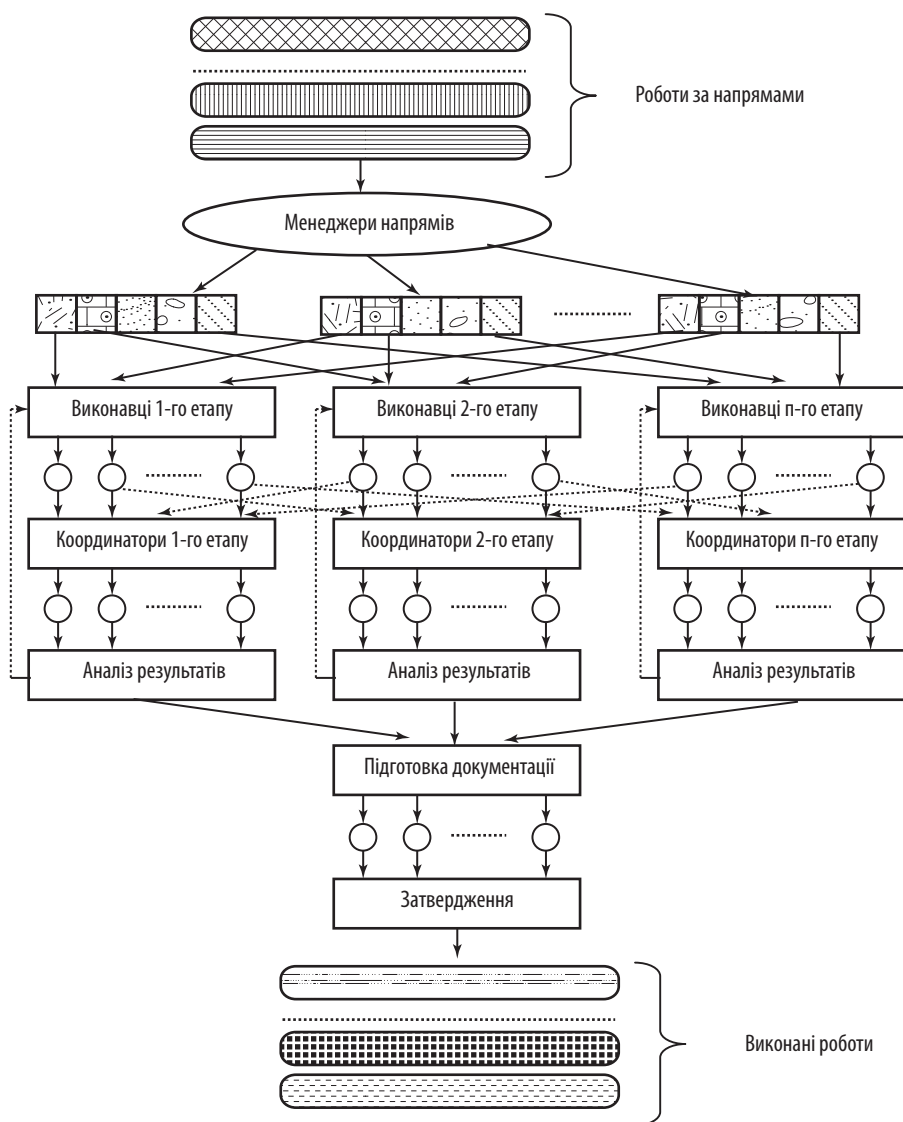 Роботи за напрямами
Менеджери напрямів
Виконавці 1-го етапу
Виконавці 2-го етапу
Виконавці п-го етапу
Координатори 1-го етапу
Координатори 2-го етапу
Координатори п-го етапу
Аналіз результатів
Аналіз результатів
Аналіз результатів
Підготовка документації
Затвердження
Виконані роботи